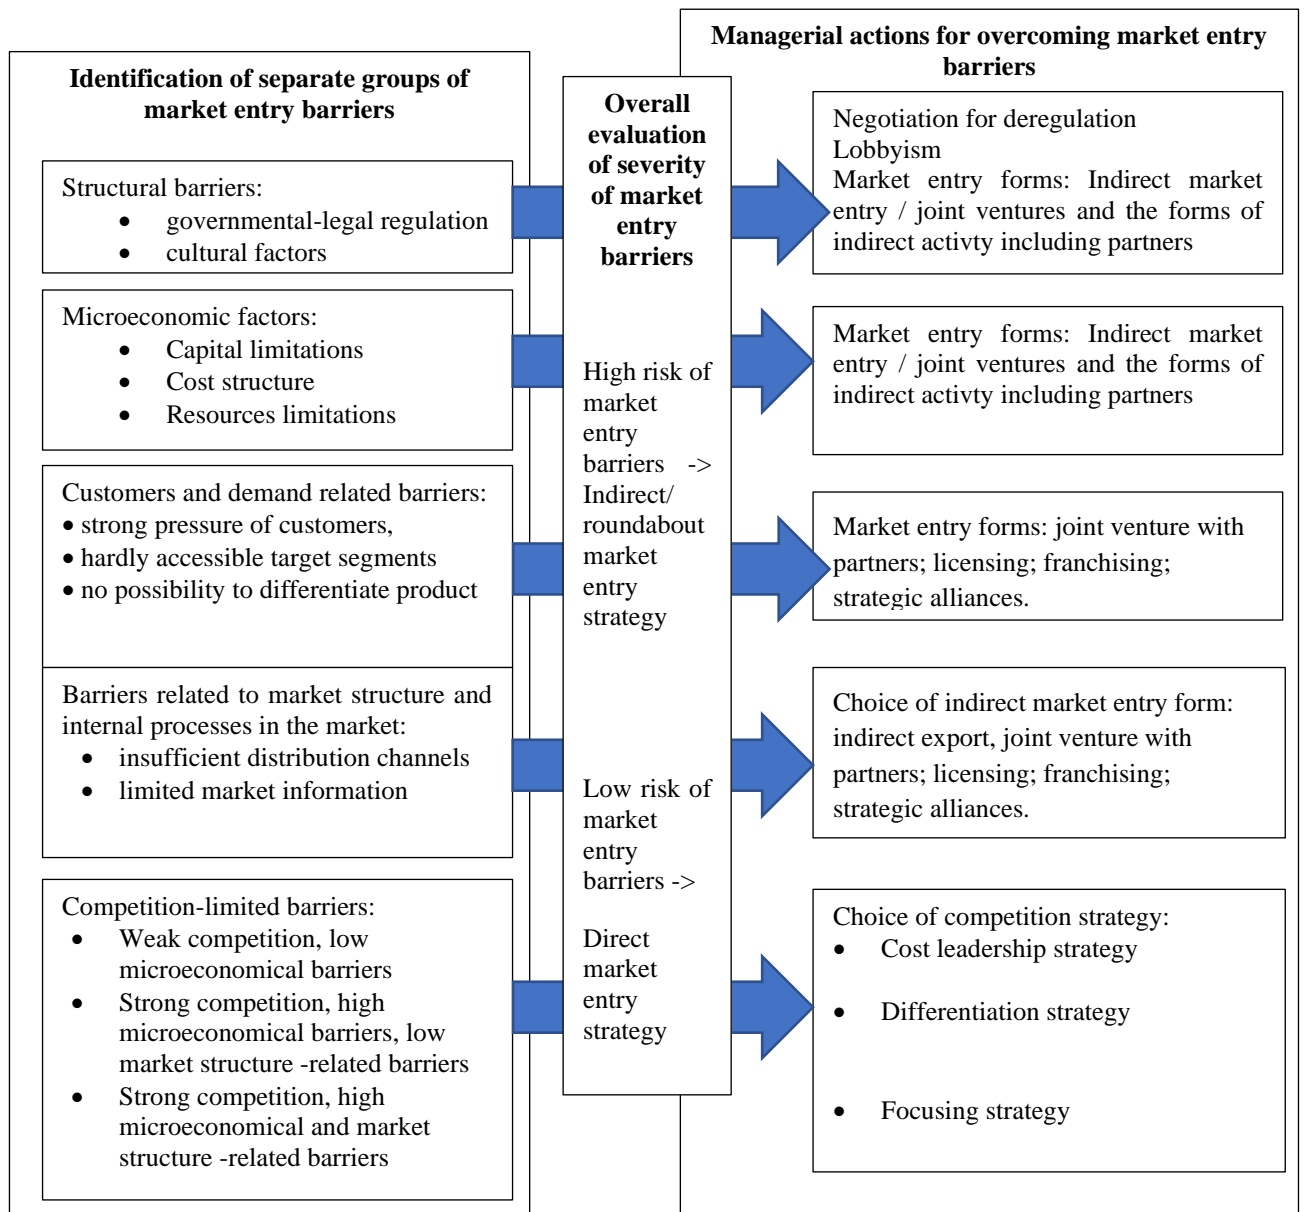 Identification of separate groups of
market entry barriers
Structural barriers:
• governmental-legal regulation
• cultural factors
Microeconomic factors:
• Capital limitations
• Cost structure
• Resources limitations
Customers and demand related barriers:
• strong pressure of customers,
• hardly accessible target segments
• no possibility to differentiate product
Barriers related to market structure and
internal processes in the market:
• insufficient distribution channels
• limited market information
Competition-limited barriers:
• Weak competition, low
microeconomical barriers
• Strong competition, high
microeconomical barriers, low
market structure -related barriers
• Strong competition, high
microeconomical and market
structure -related barriers
Overall
evaluation
of severity
of market
entry
barriers
High risk of
market
entry
barriers ->
Indirect/
roundabout
market
entry
strategy
Low risk of
market
entry
barriers ->
Direct
market
entry
strategy
Managerial actions for overcoming market entry
barriers
Negotiation for deregulation
Lobbyism
Market entry forms: Indirect market
entry / joint ventures and the forms of
indirect activty including partners
Market entry forms: Indirect market
entry / joint ventures and the forms of
indirect activty including partners
Market entry forms: joint venture with
partners; licensing; franchising;
strategic alliances.
Choice of indirect market entry form:
indirect export, joint venture with
partners; licensing; franchising;
strategic alliances.
Choice of competition strategy:
• Cost leadership strategy
• Differentiation strategy
• Focusing strategy